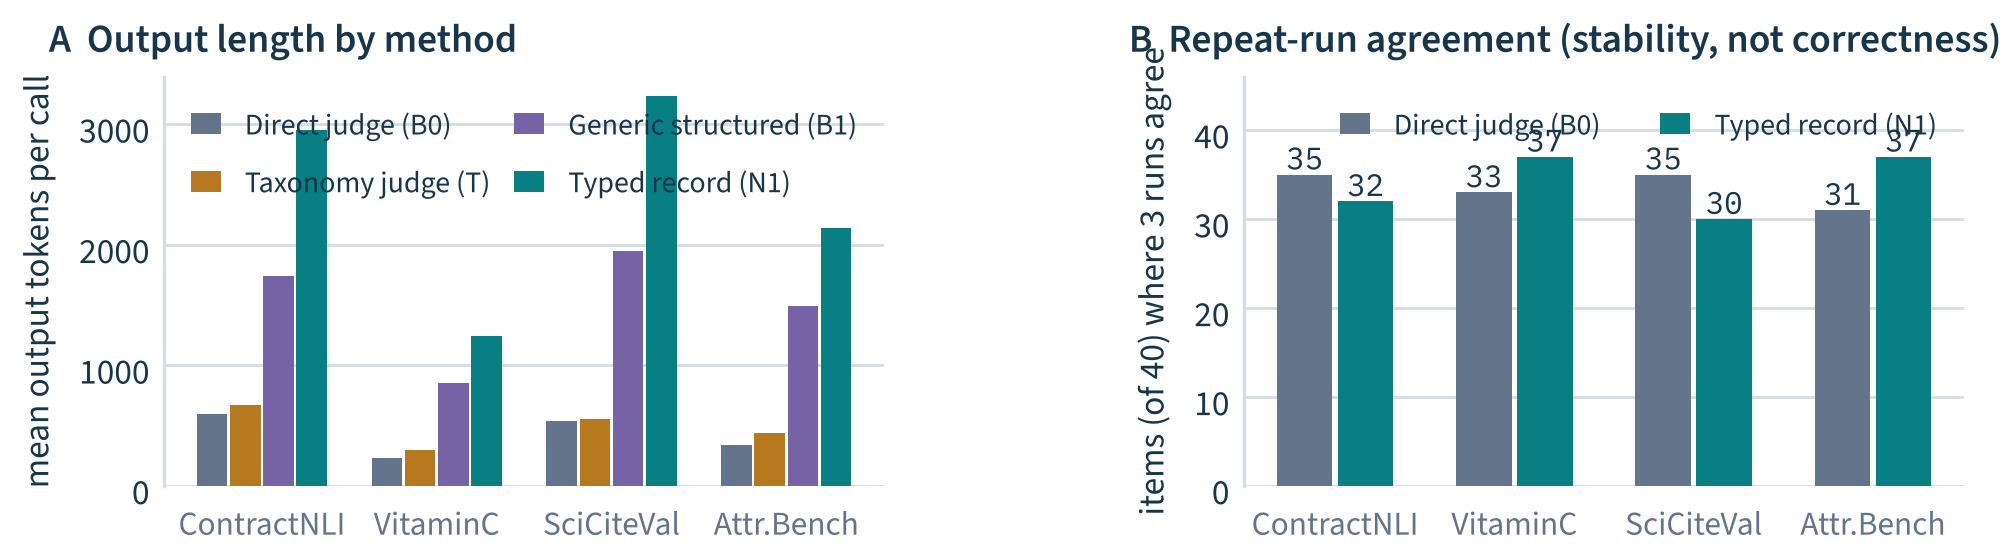 A Output length by method
mean output tokens per call
3000
2000
1000
0
Direct judge (B0)
Generic structured (B1)
Taxonomy judge (T)
Typed record (N1)
ContractNLI
VitaminC
SciCiteVal
Attr.Bench
B Repeat-run agreement (stability, not correctness)
items (of 40) where 3 runs agree
40
30
20
10
0
Direct judge (B0)
Typed record (N1)
35
32
33
37
35
30
31
37
ContractNLI
VitaminC
SciCiteVal
Attr.Bench